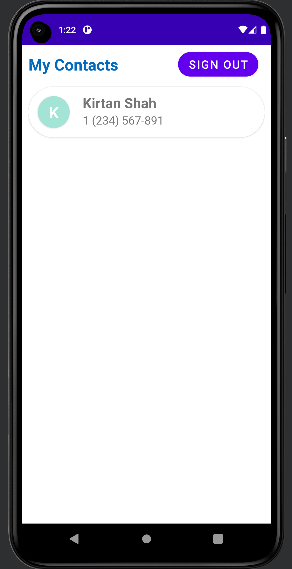 1:22
My Contacts
SIGN OUT
K
Kirtan Shah
1 (234) 567-891